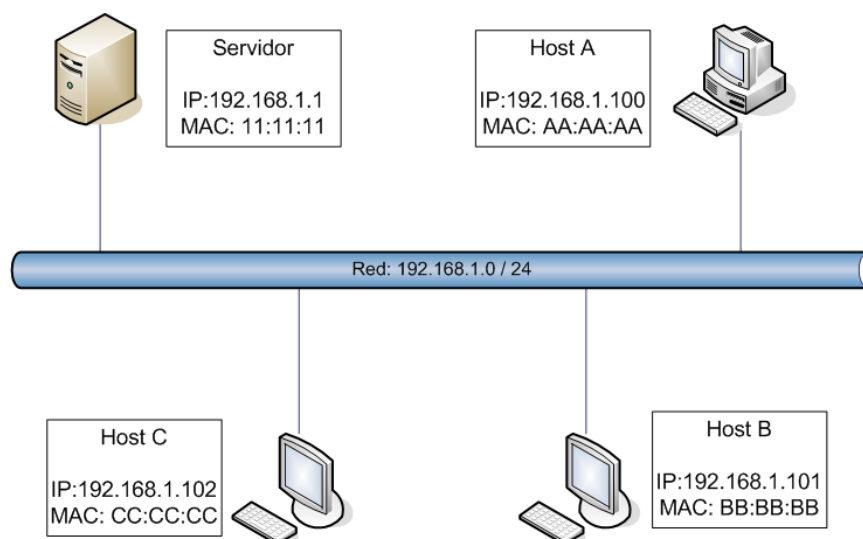 Servidor
IP:192.168.1.1
MAC: 11:11:11
Host A
IP:192.168.1.100
MAC: AA:AA:AA
Red: 192.168.1.0 / 24
Host C
IP:192.168.1.102
MAC: CC:CC:CC
Host B
IP:192.168.1.101
MAC: BB:BB:BB